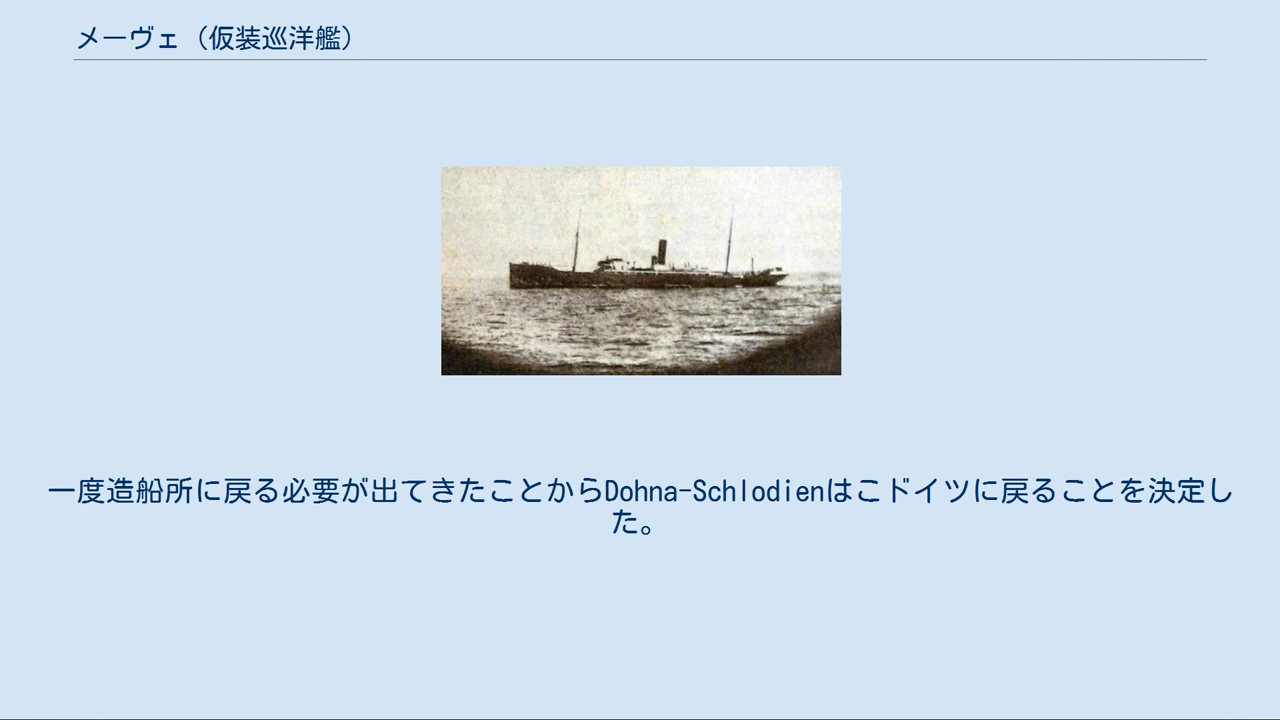 メーヴェ（仮装巡洋艦）
一度造船所に戻る必要が出てきたことからDohna-Schlodienはこドイツに戻ることを決定し
た。